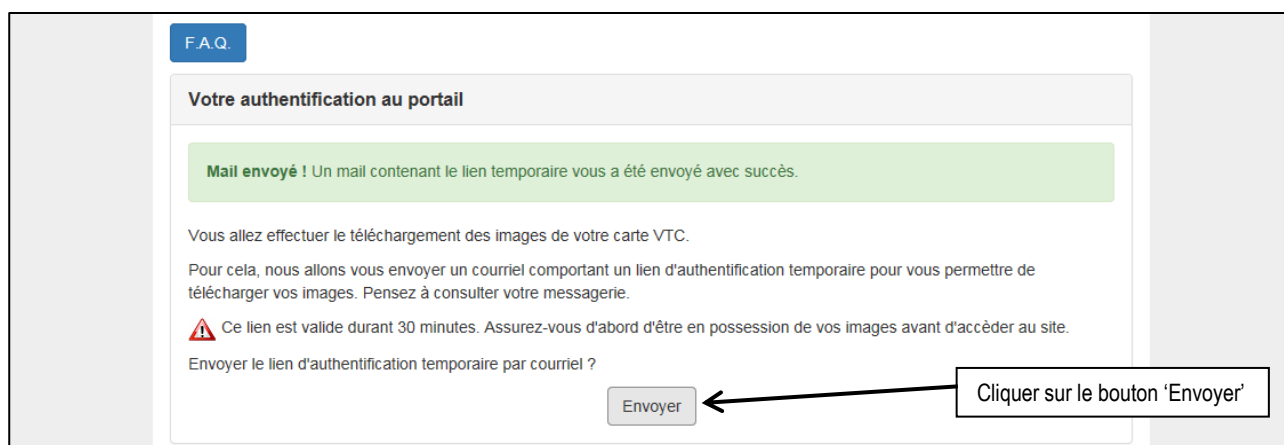 F.A.Q.
Votre authentification au portail
Mail envoyé ! Un mail contenant le lien temporaire vous a été envoyé avec succès.
Vous allez effectuer le téléchargement des images de votre carte VTC.
Pour cela, nous allons vous envoyer un courriel comportant un lien d'authentification temporaire pour vous permettre de
télécharger vos images. Pensez à consulter votre messagerie.
Ce lien est valide durant 30 minutes. Assurez-vous d'abord d'être en possession de vos images avant d'accèder au site.
Envoyer le lien d'authentification temporaire par courriel ?
Envoyer
Cliquer sur le bouton ‘Envoyer’